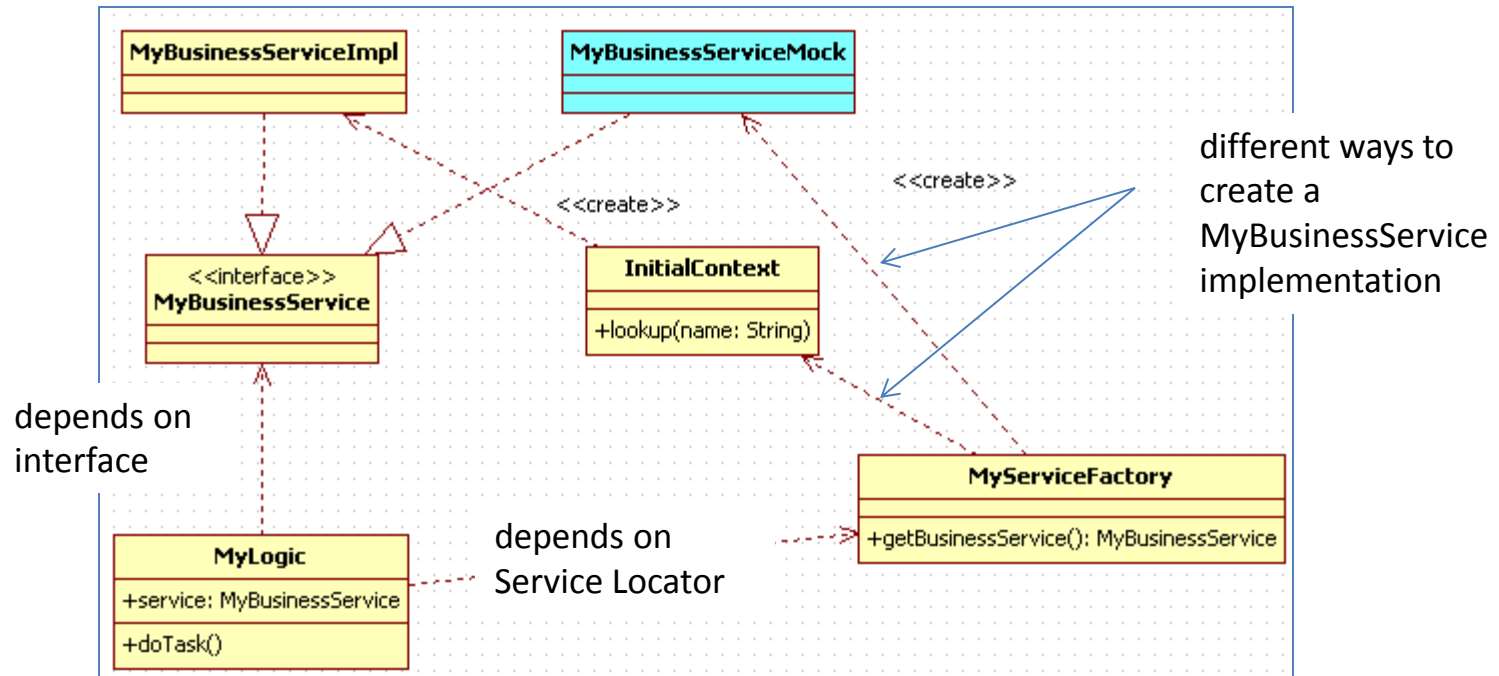 MyBusinessServiceImpl
MyBusinessServiceMock
different ways to
create a
MyBusinessService
implementation
<<create>>
<<create>>
<<interface>>
MyBusinessService
InitialContext
+lookup(name: String)
depends on
interface
MyServiceFactory
+getBusinessService(): MyBusinessService
depends on
Service Locator
MyLogic
+service: MyBusinessService
+doTask()